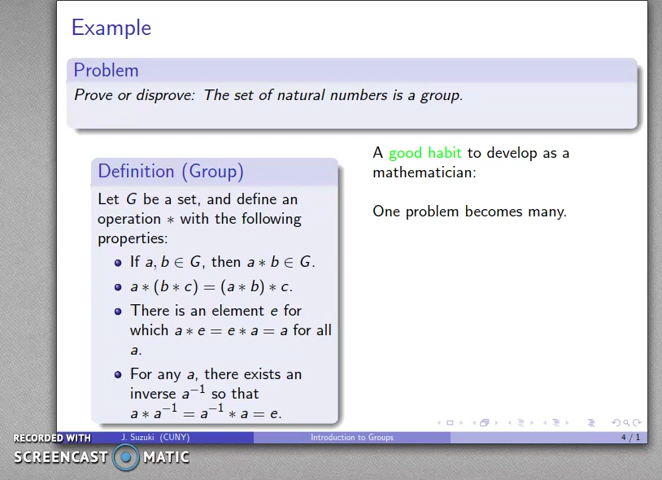 Example
Problem
Prove or disprove: The set of natural numbers is a group.
Definition (Group)
Let G be a set, and define an
operation * with the following
properties:
If a, b ∈ G, then a * b ∈ G.
a * (b * c) = (a * b) * c.
There is an element e for
which a * e = e * a = a for all
a.
For any a, there exists an
inverse a⁻¹ so that
a * a⁻¹ = a⁻¹ * a = e.
A good habit to develop as a
mathematician:
One problem becomes many.
J. Suzuki (CUNY)
Introduction to Groups
4 / 1
RECORDED WITH
SCREENCAST MATIC